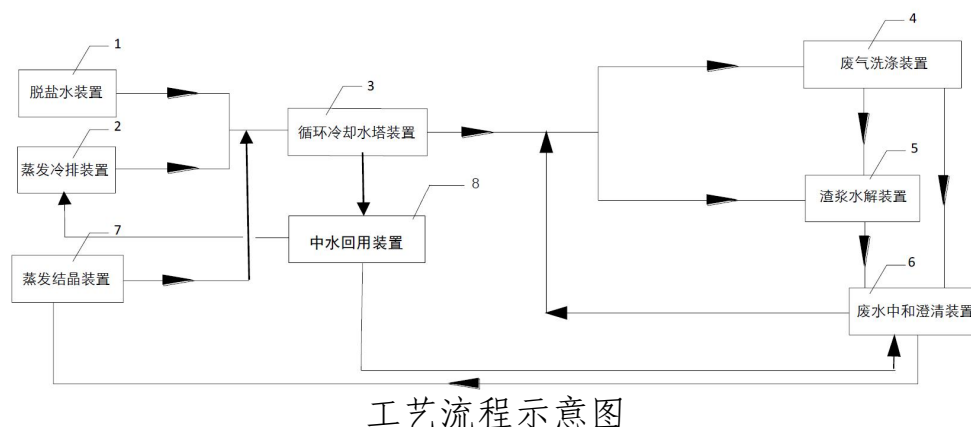 1
脱盐水装置
2
蒸发冷排装置
3
循环冷却水塔装置
4
废气洗涤装置
5
渣浆水解装置
8
中水回用装置
7
蒸发结晶装置
6
废水中和澄清装置
工艺流程示意图